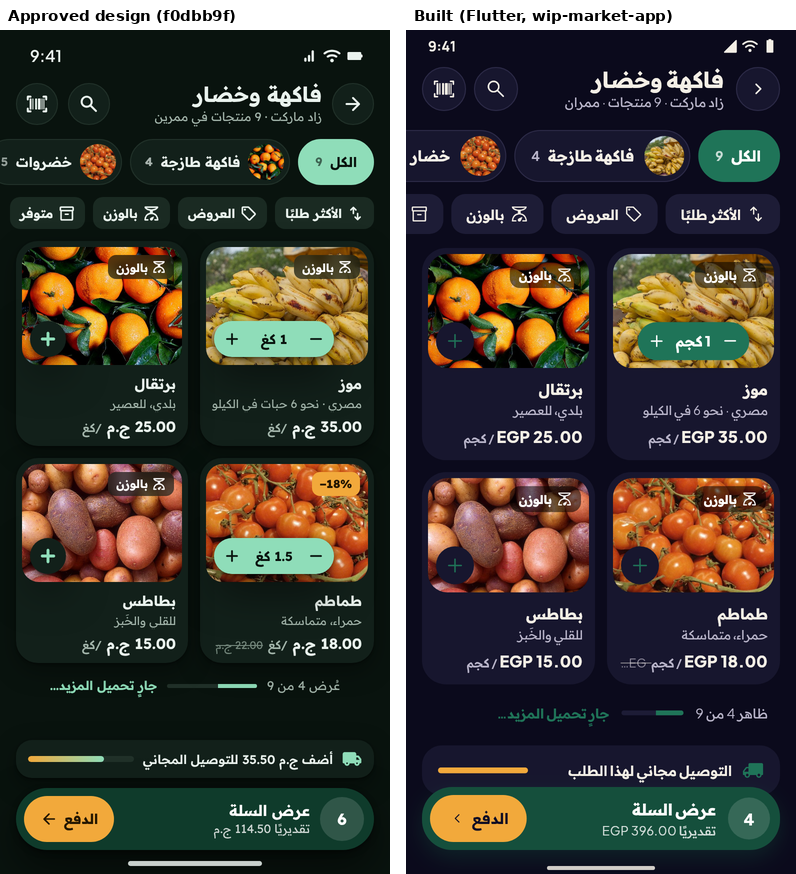 Approved design (f0dbb9f)
9:41
فاكهة وخضار
زاد ماركت · 9 منتجات في ممرين
الكل 9
فاكهة طازجة 4
خضروات 5
الأكثر طلبًا
العروض
بالوزن
متوفر
بالوزن
1 كغ
موز
مصري · نحو 6 حبات في الكيلو
35.00 ج.م /كغ
بالوزن
برتقال
بلدي، للعصير
25.00 ج.م /كغ
−18%
1.5 كغ
طماطم
حمراء، متماسكة
18.00 ج.م /كغ 22.00 ج.م
بالوزن
بطاطس
للقلي والخَبز
15.00 ج.م /كغ
عُرض 4 من 9
جارٍ تحميل المزيد...
أضف ج.م 35.50 للتوصيل المجاني
6
عرض السلة
تقديريًا 114.50 ج.م
الدفع
Built (Flutter, wip-market-app)
9:41
فاكهة وخضار
زاد ماركت · 9 منتجات · ممران
الكل 9
فاكهة طازجة 4
خضار
الأكثر طلبًا
العروض
بالوزن
بالوزن
1 كجم
موز
مصري · نحو 6 في الكيلو
EGP 35.00 / كجم
بالوزن
برتقال
بلدي، للعصير
EGP 25.00 / كجم
بالوزن
طماطم
حمراء، متماسكة
EGP 18.00 / كجم EG...
بالوزن
بطاطس
للقلي والخَبز
EGP 15.00 / كجم
ظاهر 4 من 9
جارٍ تحميل المزيد...
التوصيل مجاني لهذا الطلب
4
عرض السلة
تقديريًا EGP 396.00
الدفع